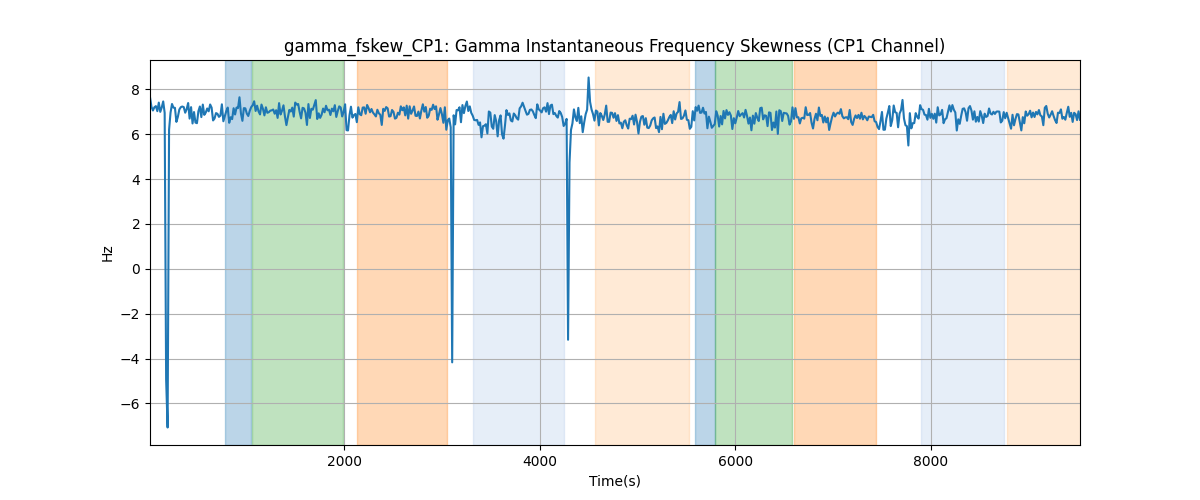 gamma_fskew_CP1: Gamma Instantaneous Frequency Skewness (CP1 Channel)
8
6
4
2
0
−2
−4
−6
Hz
2000 4000 6000 8000
Time(s)